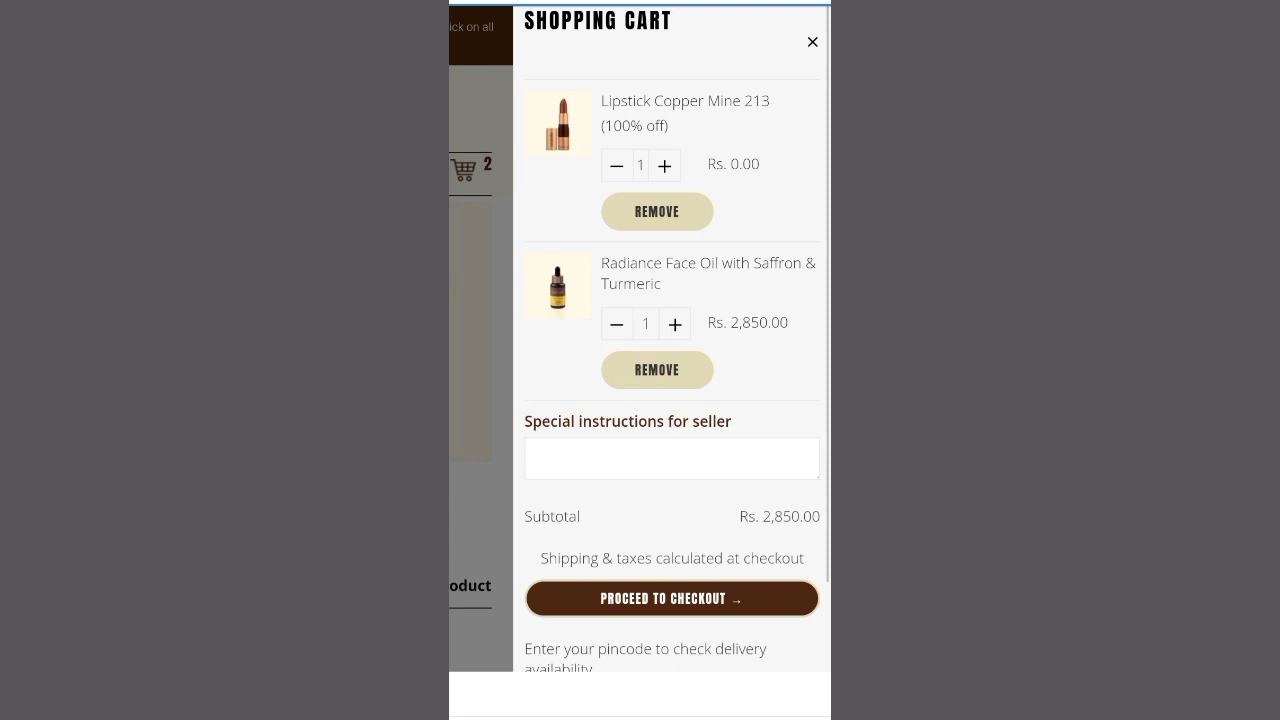 ick on all
SHOPPING CART
×
Lipstick Copper Mine 213
(100% off)
2
− 1 + Rs. 0.00
REMOVE
Radiance Face Oil with Saffron &
Turmeric
− 1 + Rs. 2,850.00
REMOVE
Special instructions for seller
Subtotal Rs. 2,850.00
Shipping & taxes calculated at checkout
oduct
PROCEED TO CHECKOUT →
Enter your pincode to check delivery
availability